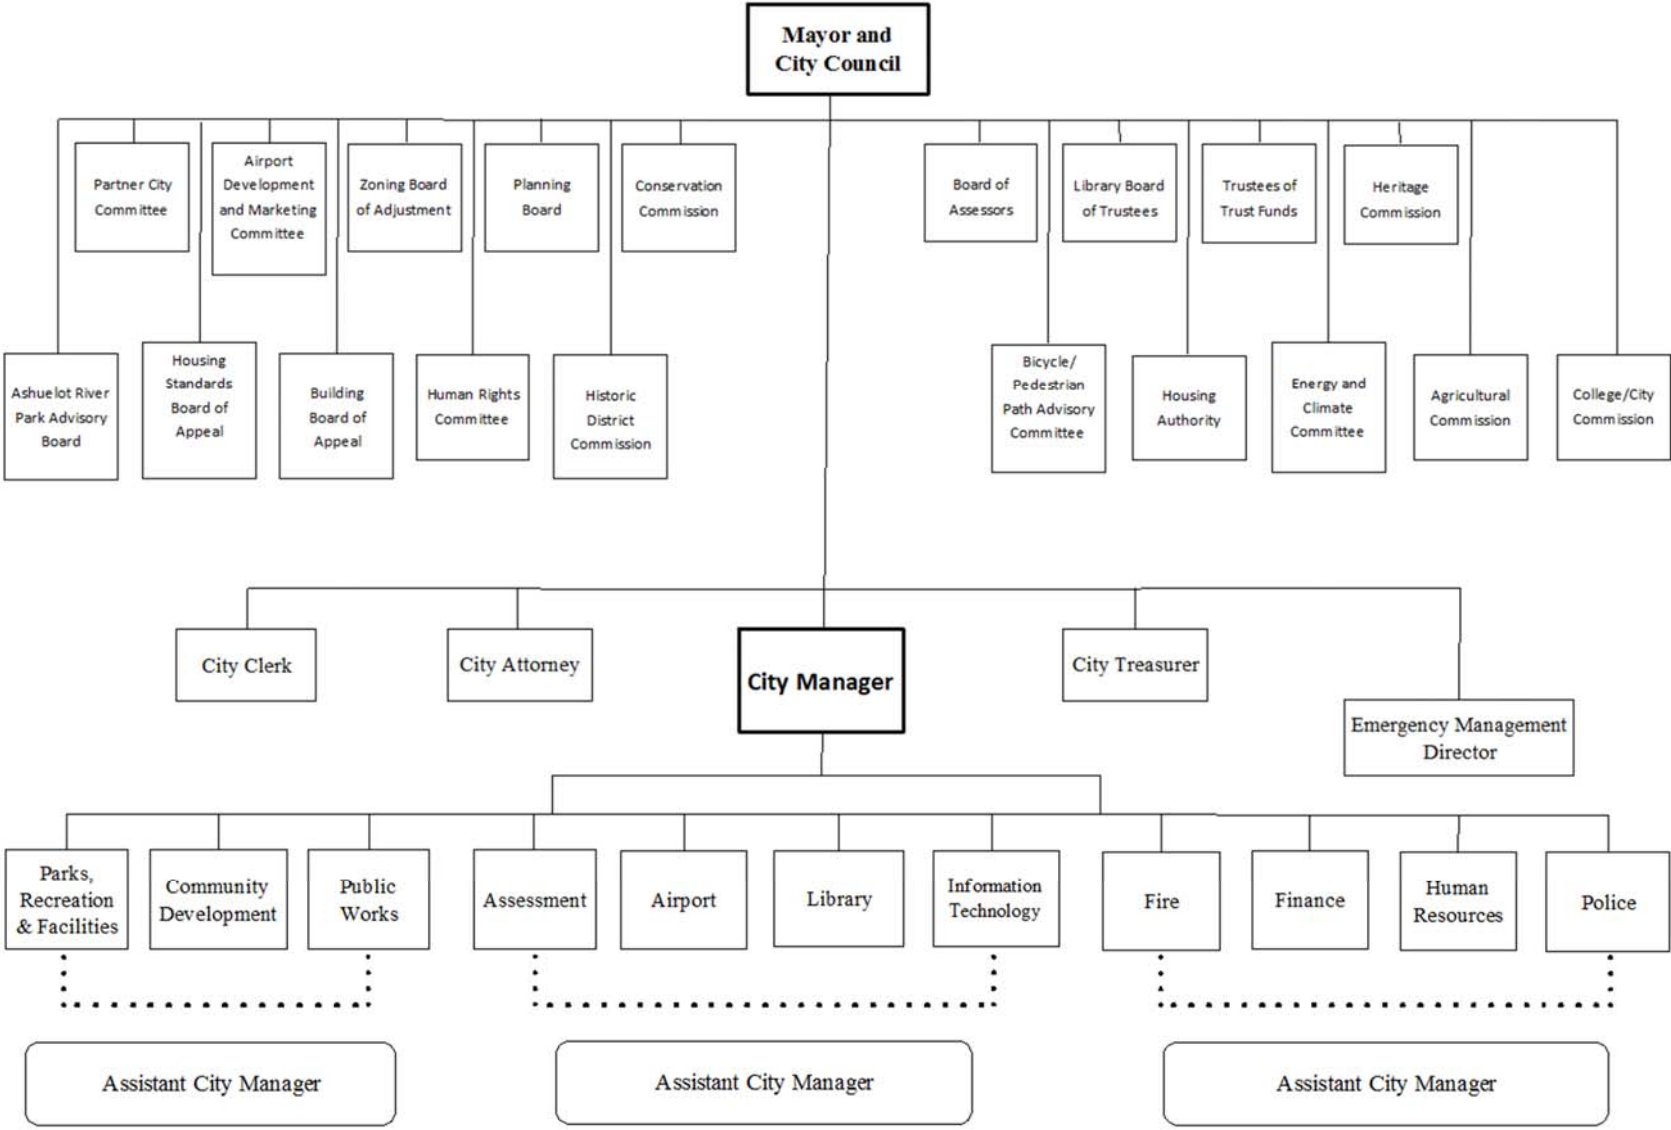 Mayor and
City Council
Partner City
Committee
Airport
Development
and Marketing
Committee
Zoning Board
of Adjustment
Planning
Board
Conservation
Commission
Board of
Assessors
Library Board
of Trustees
Trustees of
Trust Funds
Heritage
Commission
Ashuelot River
Park Advisory
Board
Housing
Standards
Board of
Appeal
Building
Board of
Appeal
Human Rights
Committee
Historic
District
Commission
Bicycle/
Pedestrian
Path Advisory
Committee
Housing
Authority
Energy and
Climate
Committee
Agricultural
Commission
College/City
Commission
City Clerk
City Attorney
City Manager
City Treasurer
Emergency Management
Director
Parks,
Recreation
& Facilities
Community
Development
Public
Works
Assessment
Airport
Library
Information
Technology
Fire
Finance
Human
Resources
Police
Assistant City Manager
Assistant City Manager
Assistant City Manager